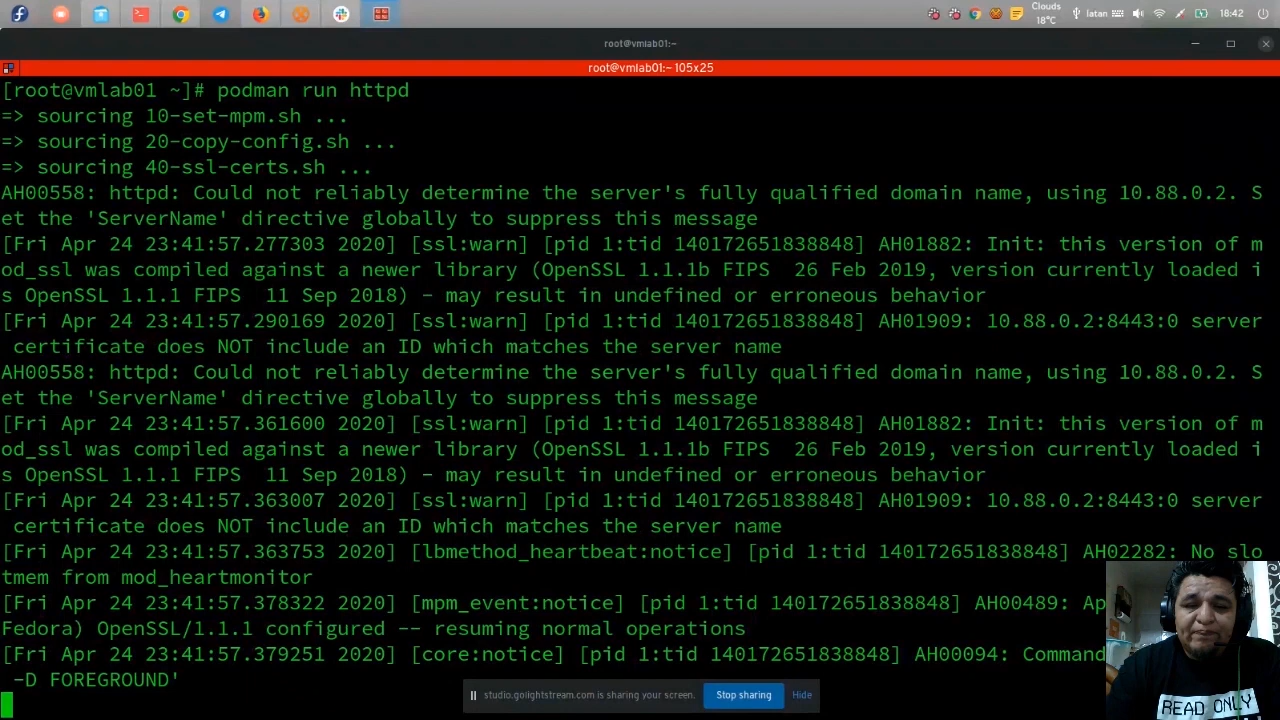 Clouds
18°C
latan
18:42
root@vmlab01:~
root@vmlab01:~ 105x25
[root@vmlab01 ~]# podman run httpd
=> sourcing 10-set-mpm.sh ...
=> sourcing 20-copy-config.sh ...
=> sourcing 40-ssl-certs.sh ...
AH00558: httpd: Could not reliably determine the server's fully qualified domain name, using 10.88.0.2. S
et the 'ServerName' directive globally to suppress this message
[Fri Apr 24 23:41:57.277303 2020] [ssl:warn] [pid 1:tid 140172651838848] AH01882: Init: this version of m
od_ssl was compiled against a newer library (OpenSSL 1.1.1b FIPS  26 Feb 2019, version currently loaded i
s OpenSSL 1.1.1 FIPS  11 Sep 2018) - may result in undefined or erroneous behavior
[Fri Apr 24 23:41:57.290169 2020] [ssl:warn] [pid 1:tid 140172651838848] AH01909: 10.88.0.2:8443:0 server
 certificate does NOT include an ID which matches the server name
AH00558: httpd: Could not reliably determine the server's fully qualified domain name, using 10.88.0.2. S
et the 'ServerName' directive globally to suppress this message
[Fri Apr 24 23:41:57.361600 2020] [ssl:warn] [pid 1:tid 140172651838848] AH01882: Init: this version of m
od_ssl was compiled against a newer library (OpenSSL 1.1.1b FIPS  26 Feb 2019, version currently loaded i
s OpenSSL 1.1.1 FIPS  11 Sep 2018) - may result in undefined or erroneous behavior
[Fri Apr 24 23:41:57.363007 2020] [ssl:warn] [pid 1:tid 140172651838848] AH01909: 10.88.0.2:8443:0 server
 certificate does NOT include an ID which matches the server name
[Fri Apr 24 23:41:57.363753 2020] [lbmethod_heartbeat:notice] [pid 1:tid 140172651838848] AH02282: No slo
tmem from mod_heartmonitor
[Fri Apr 24 23:41:57.378322 2020] [mpm_event:notice] [pid 1:tid 140172651838848] AH00489: Ap
Fedora) OpenSSL/1.1.1 configured -- resuming normal operations
[Fri Apr 24 23:41:57.379251 2020] [core:notice] [pid 1:tid 140172651838848] AH00094: Command
 -D FOREGROUND'
studio.golightstream.com is sharing your screen.
Stop sharing
Hide
READ ONLY